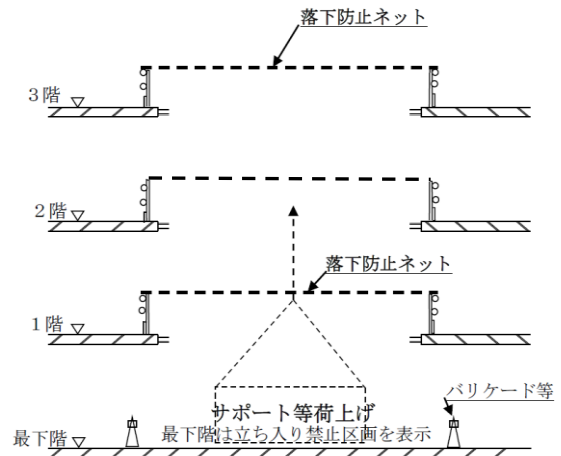 落下防止ネット
3階
2階
落下防止ネット
1階
バリケード等
サポート等荷上げ
最下階は立ち入り禁止区画を表示
最下階